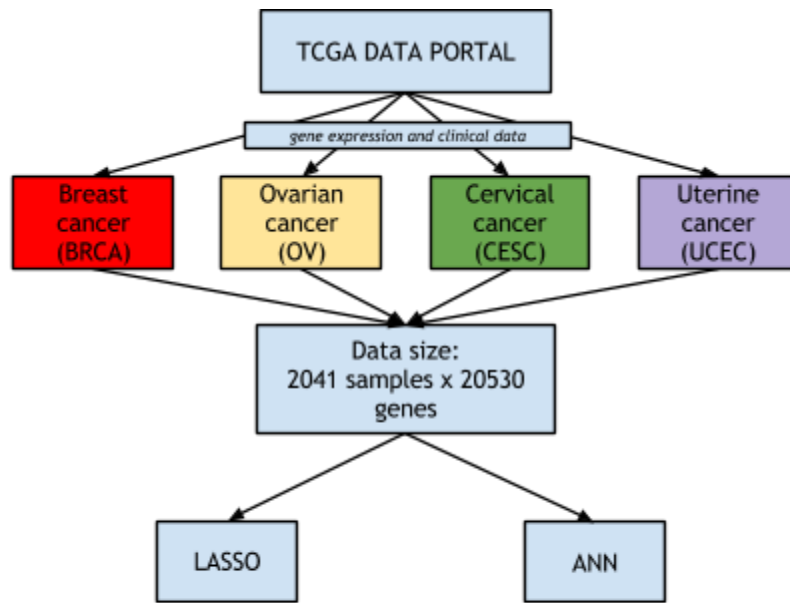 TCGA DATA PORTAL
gene expression and clinical data
Breast
cancer
(BRCA)
Ovarian
cancer
(OV)
Cervical
cancer
(CESC)
Uterine
cancer
(UCEC)
Data size:
2041 samples x 20530
genes
LASSO
ANN